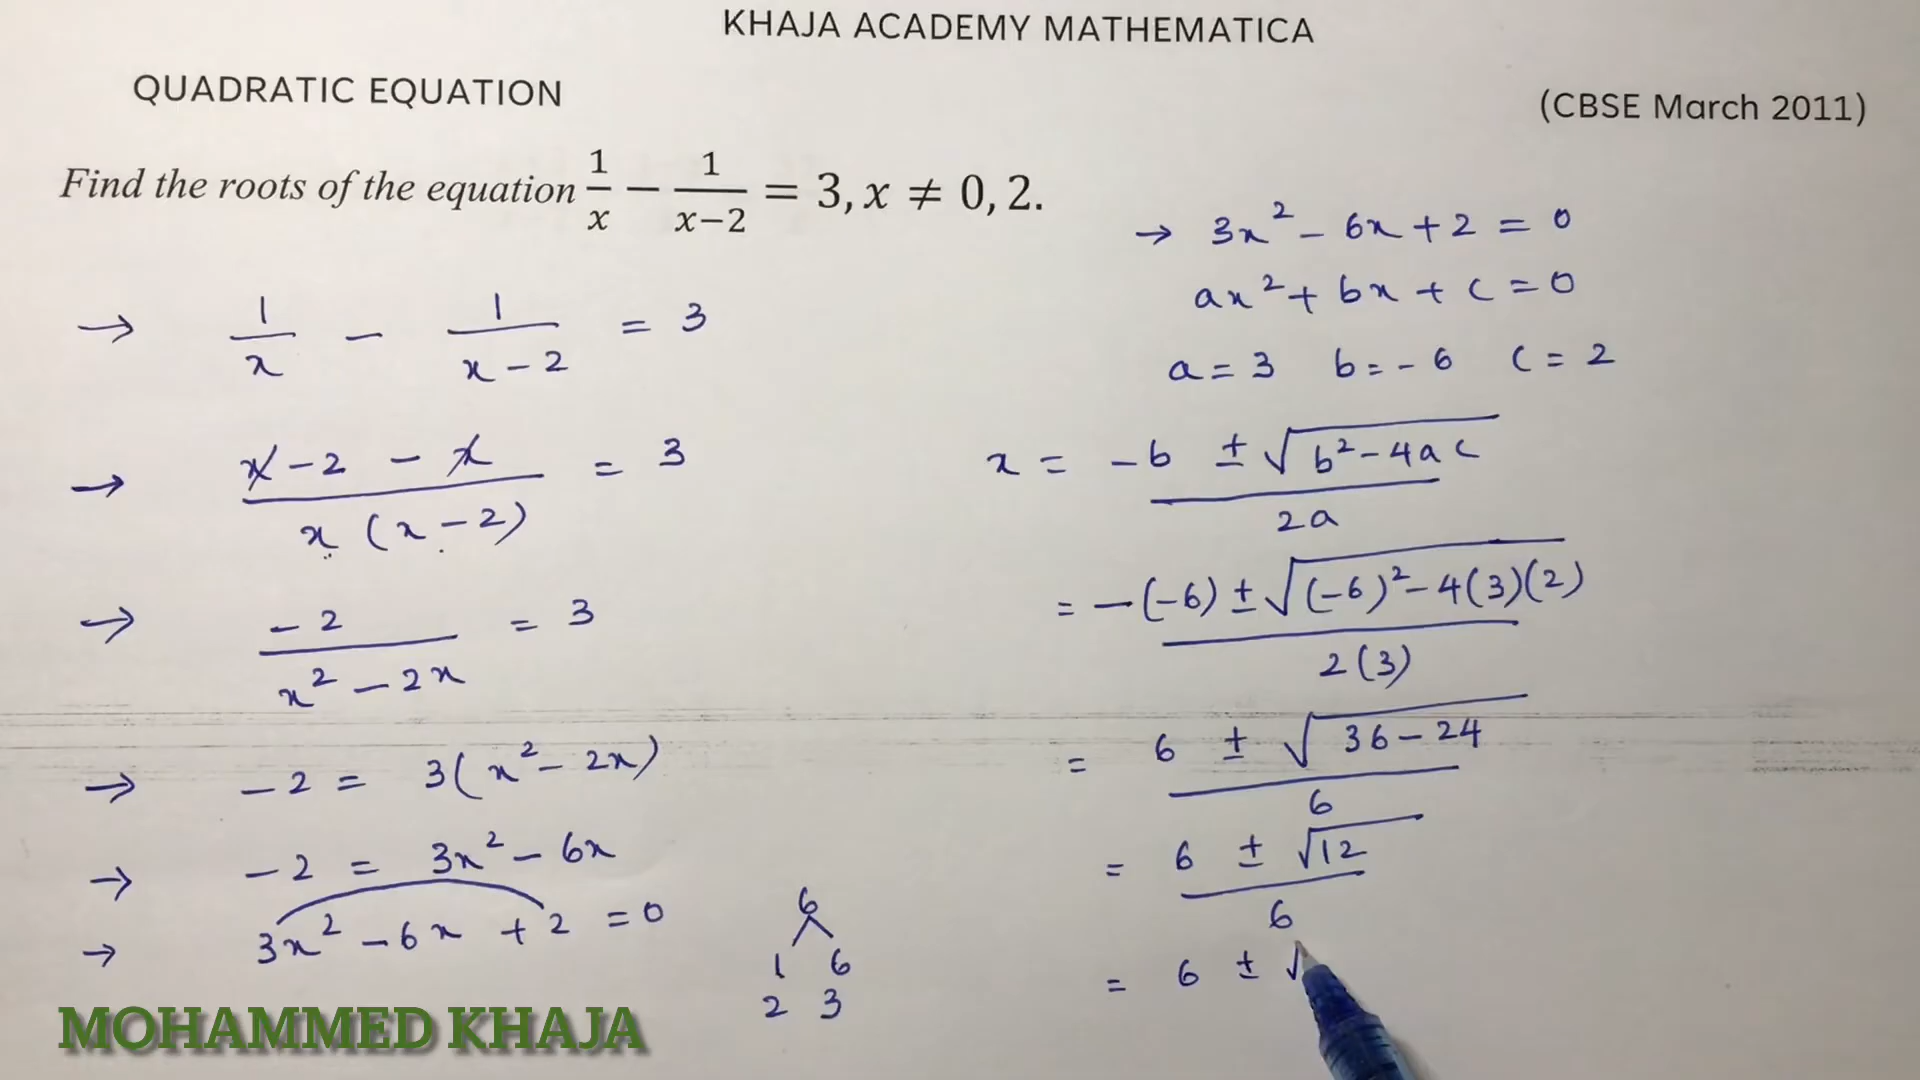 KHAJA ACADEMY MATHEMATICA
QUADRATIC EQUATION
(CBSE March 2011)
Find the roots of the equation 1/x − 1/(x−2) = 3, x ≠ 0, 2.
→ 1/x − 1/(x−2) = 3
→ (x−2 − x)/(x (x−2)) = 3
→ −2/(x² − 2x) = 3
→ −2 = 3(x² − 2x)
→ −2 = 3x² − 6x
→ 3x² − 6x + 2 = 0
6
1 6
2 3
→ 3x² − 6x + 2 = 0
ax² + bx + c = 0
a = 3 b = −6 c = 2
x = (−b ± √(b² − 4ac))/2a
= (−(−6) ± √((−6)² − 4(3)(2)))/2(3)
= (6 ± √(36 − 24))/6
= (6 ± √12)/6
= 6 ± √
MOHAMMED KHAJA